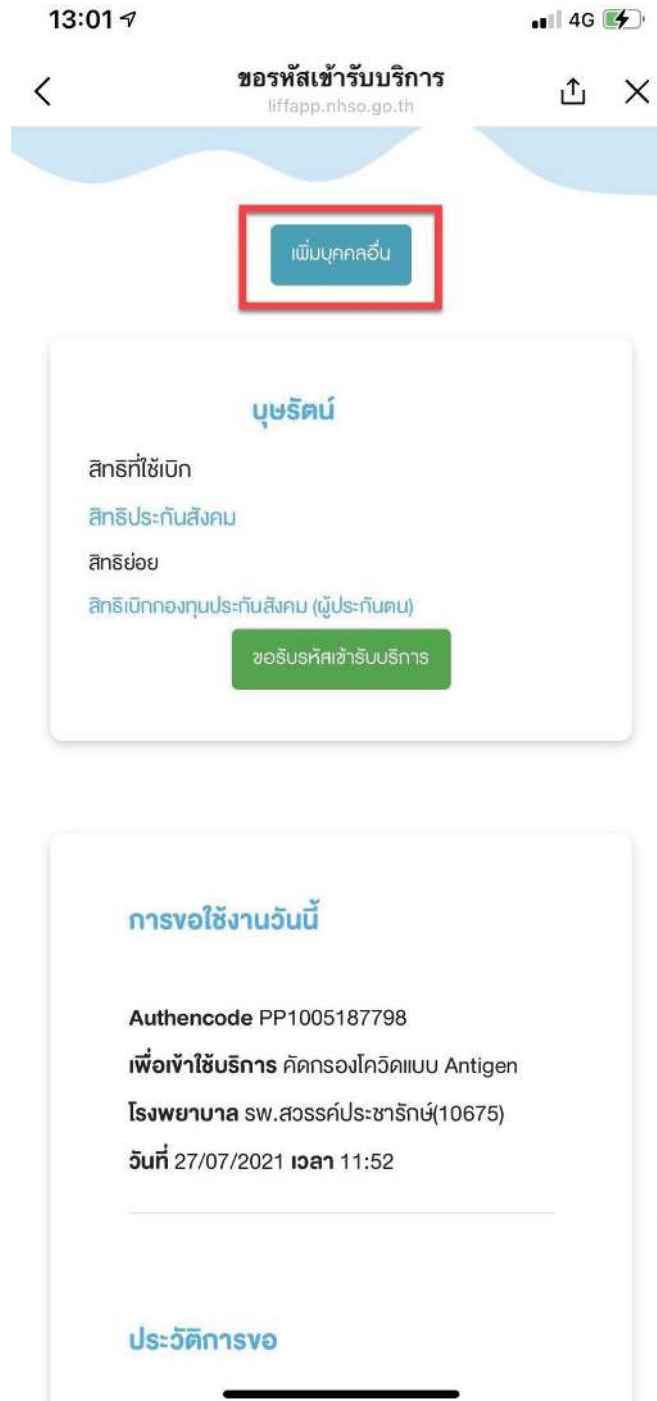 13:01
4G
ขอรหัสเข้ารับบริการ
liffapp.nhso.go.th
เพิ่มบุคคลอื่น
บุษรัตน์
สิทธิที่ใช้เบิก
สิทธิประกันสังคม
สิทธิย่อย
สิทธิเบิกกองทุนประกันสังคม (ผู้ประกันตน)
ขอรับรหัสเข้ารับบริการ
การขอใช้งานวันนี้
Authencode PP1005187798
เพื่อเข้าใช้บริการ คัดกรองโควิดแบบ Antigen
โรงพยาบาล รพ.สวรรค์ประชารักษ์(10675)
วันที่ 27/07/2021 เวลา 11:52
ประวัติการขอ